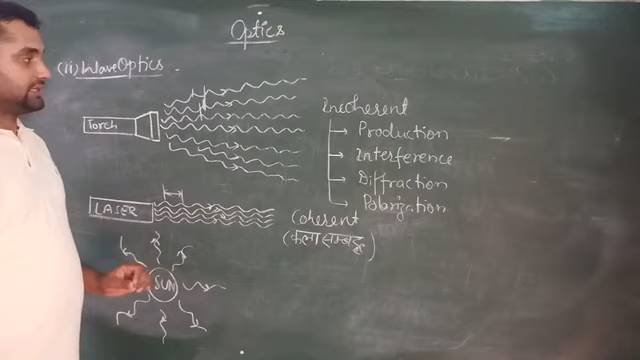 Optics
(ii) Wave Optics
Torch
Incoherent
Production
Interference
Diffraction
Polarization
LASER
Coherent
(कलासम्बद्ध)
SUN